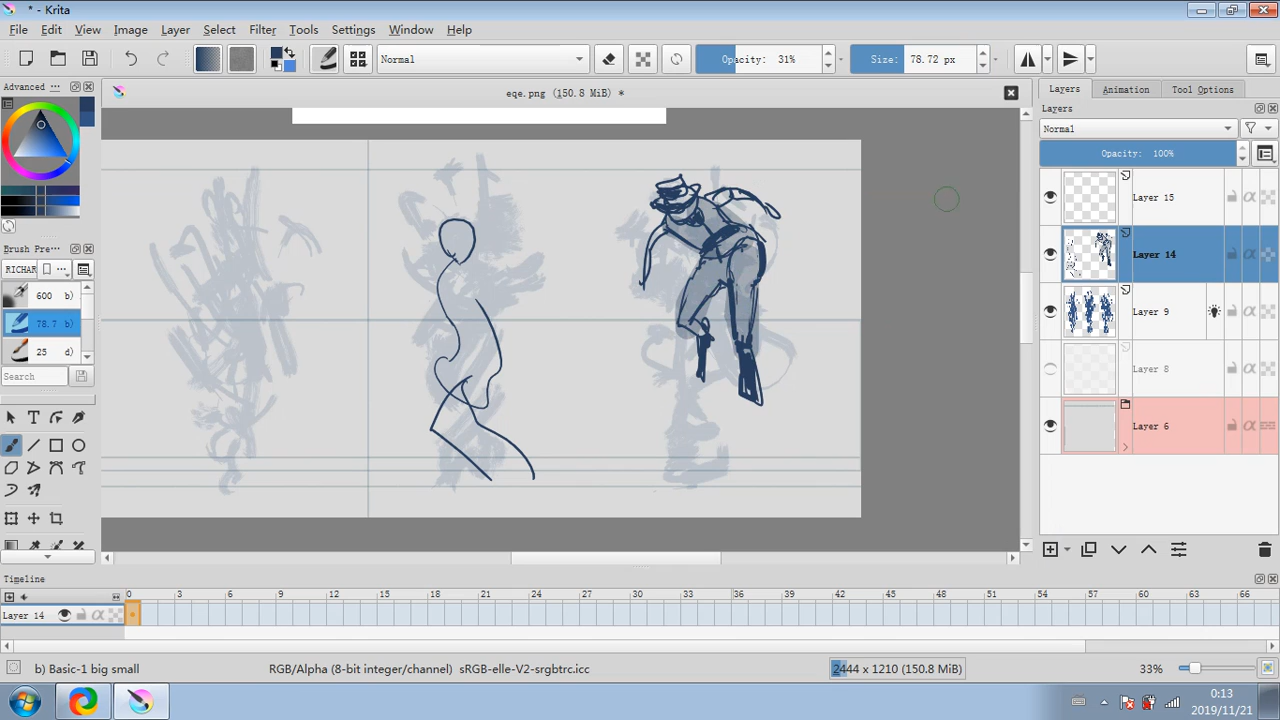 * - Krita
File Edit View Image Layer Select Filter Tools Settings Window Help
Normal
Opacity: 31%
Size: 78.72 px
Advanced ...
eqe.png (150.8 MiB) *
Layers Animation Tool Options
Layers
Normal
Opacity: 100%
Layer 15
Layer 14
Layer 9
Layer 8
Layer 6
Brush Pre...
RICHAR ...
600 b)
78.7 b)
25 d)
Search
Timeline
0 3 6 9 12 15 18 21 24 27 30 33 36 39 42 45 48 51 54 57 60 63 66
Layer 14
b) Basic-1 big small
RGB/Alpha (8-bit integer/channel) sRGB-elle-V2-srgbtrc.icc
2444 x 1210 (150.8 MiB)
33%
0:13
2019/11/21